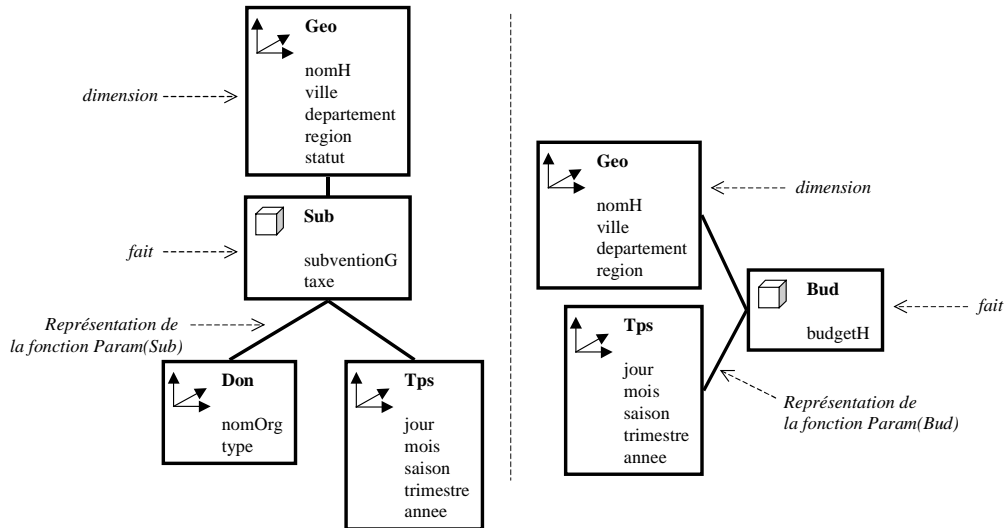 Geo
nomH
ville
departement
region
statut
dimension
Sub
subventionG
taxe
fait
Représentation de
la fonction Param(Sub)
Don
nomOrg
type
Tps
jour
mois
saison
trimestre
annee
Geo
nomH
ville
departement
region
dimension
Bud
budgetH
fait
Tps
jour
mois
saison
trimestre
annee
Représentation de
la fonction Param(Bud)